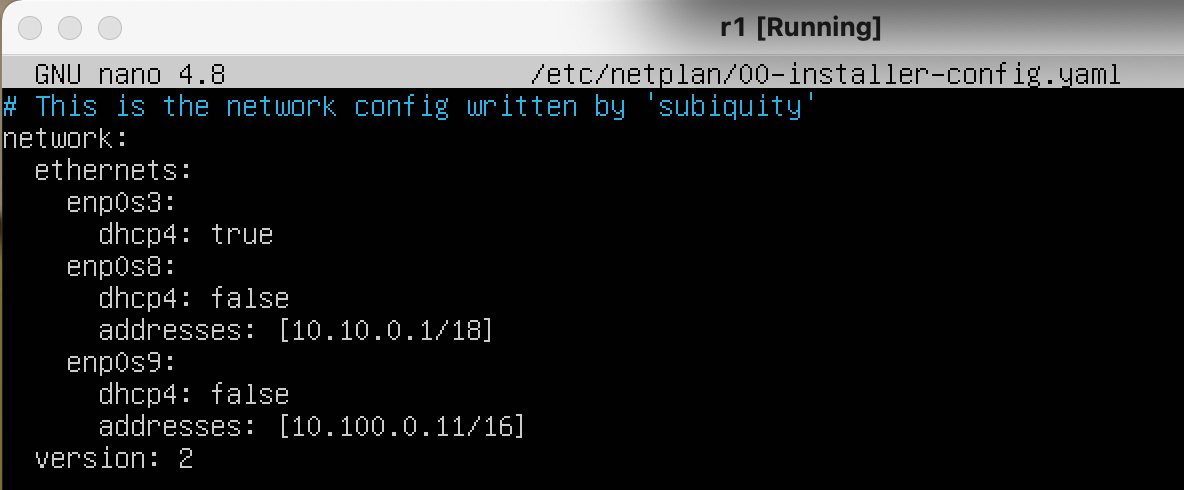 r1 [Running]
GNU nano 4.8 /etc/netplan/00-installer-config.yaml
# This is the network config written by 'subiquity'
network:
  ethernets:
    enp0s3:
      dhcp4: true
    enp0s8:
      dhcp4: false
      addresses: [10.10.0.1/18]
    enp0s9:
      dhcp4: false
      addresses: [10.100.0.11/16]
  version: 2